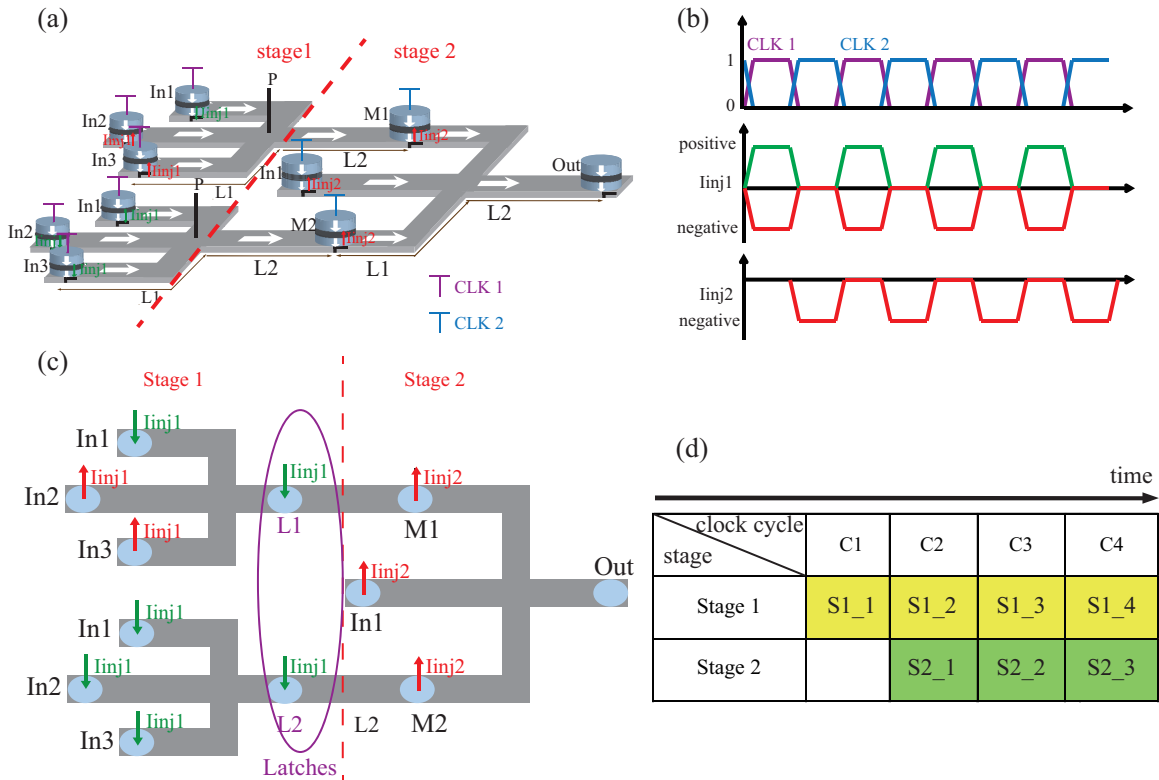 (a)
stage1
stage 2
P
In1
Iinj1
In2
Iinj1
In3
Iinj1
M1
Iinj2
L2
In1
Iinj2
Out
L1
P
In1
Iinj1
M2
Iinj2
L2
In2
Iinj1
In3
Iinj1
L2
L1
L1
CLK 1
CLK 2
(b)
CLK 1
CLK 2
1
0
positive
Iinj1
negative
Iinj2
negative
(c)
Stage 1
Stage 2
In1
Iinj1
In2
Iinj1
In3
Iinj1
Iinj1
L1
Iinj2
M1
Iinj2
In1
Out
In1
Iinj1
In2
Iinj1
In3
Iinj1
Iinj1
L2
L2
Iinj2
M2
Latches
(d)
time
clock cycle
stage
C1
C2
C3
C4
Stage 1
S1_1
S1_2
S1_3
S1_4
Stage 2
S2_1
S2_2
S2_3